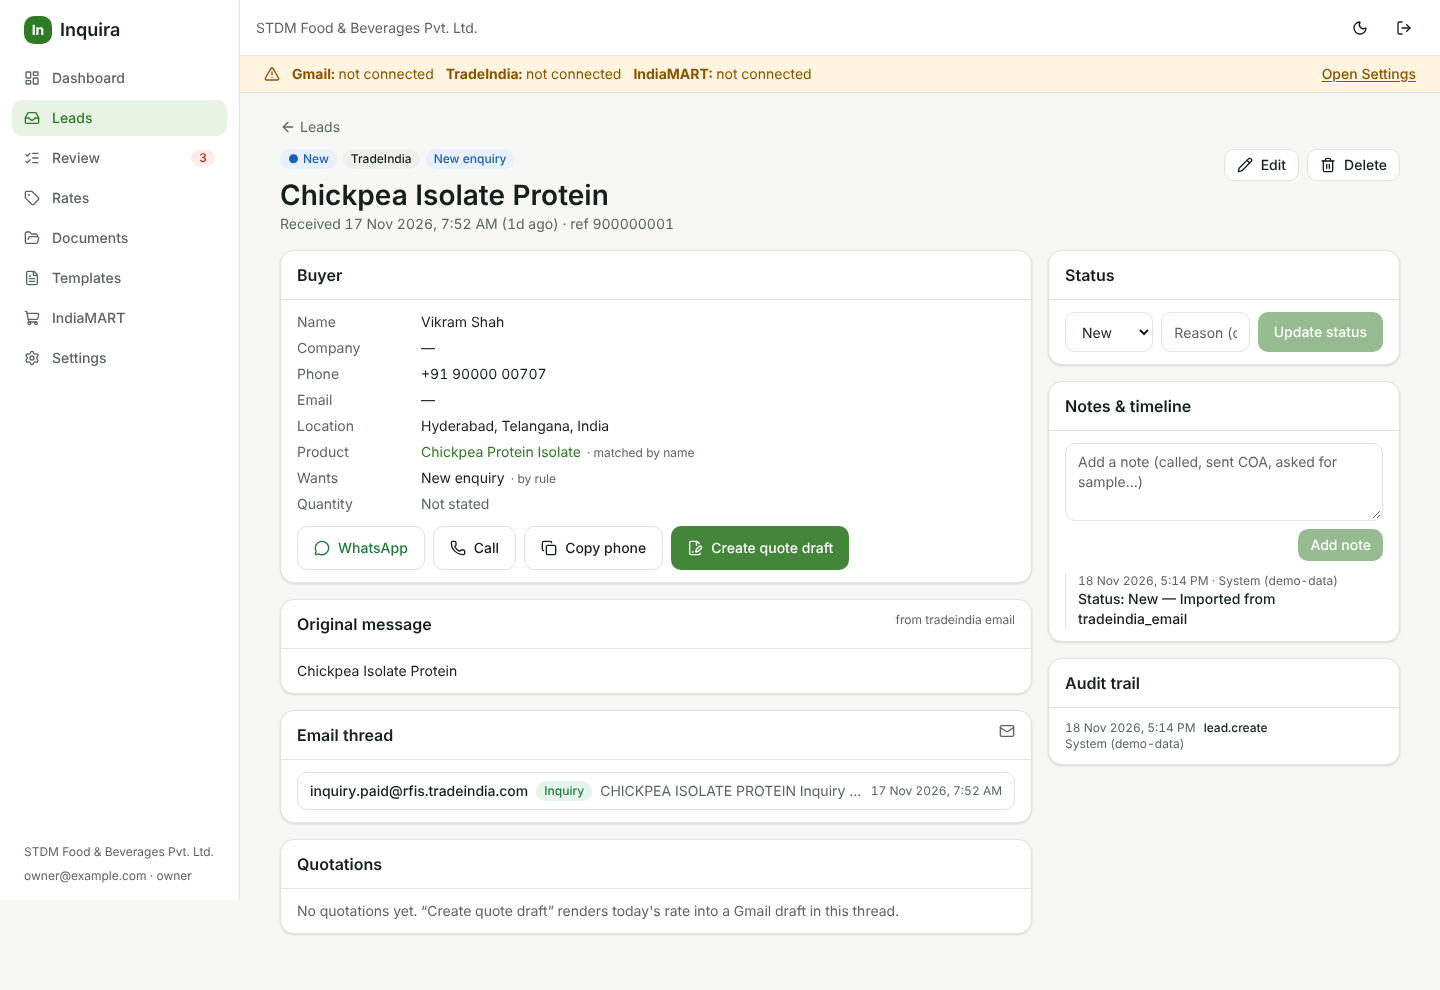 In Inquira
Dashboard
Leads
Review 3
Rates
Documents
Templates
IndiaMART
Settings
STDM Food & Beverages Pvt. Ltd.
owner@example.com · owner
STDM Food & Beverages Pvt. Ltd.
Gmail: not connected TradeIndia: not connected IndiaMART: not connected Open Settings
Leads
New TradeIndia New enquiry
Edit Delete
Chickpea Isolate Protein
Received 17 Nov 2026, 7:52 AM (1d ago) · ref 900000001
Buyer
Name Vikram Shah
Company —
Phone +91 90000 00707
Email —
Location Hyderabad, Telangana, India
Product Chickpea Protein Isolate · matched by name
Wants New enquiry · by rule
Quantity Not stated
WhatsApp Call Copy phone Create quote draft
Original message from tradeindia email
Chickpea Isolate Protein
Email thread
inquiry.paid@rfis.tradeindia.com Inquiry CHICKPEA ISOLATE PROTEIN Inquiry ... 17 Nov 2026, 7:52 AM
Quotations
No quotations yet. “Create quote draft” renders today's rate into a Gmail draft in this thread.
Status
New Reason (c Update status
Notes & timeline
Add a note (called, sent COA, asked for
sample...)
Add note
18 Nov 2026, 5:14 PM · System (demo-data)
Status: New — Imported from
tradeindia_email
Audit trail
18 Nov 2026, 5:14 PM lead.create
System (demo-data)